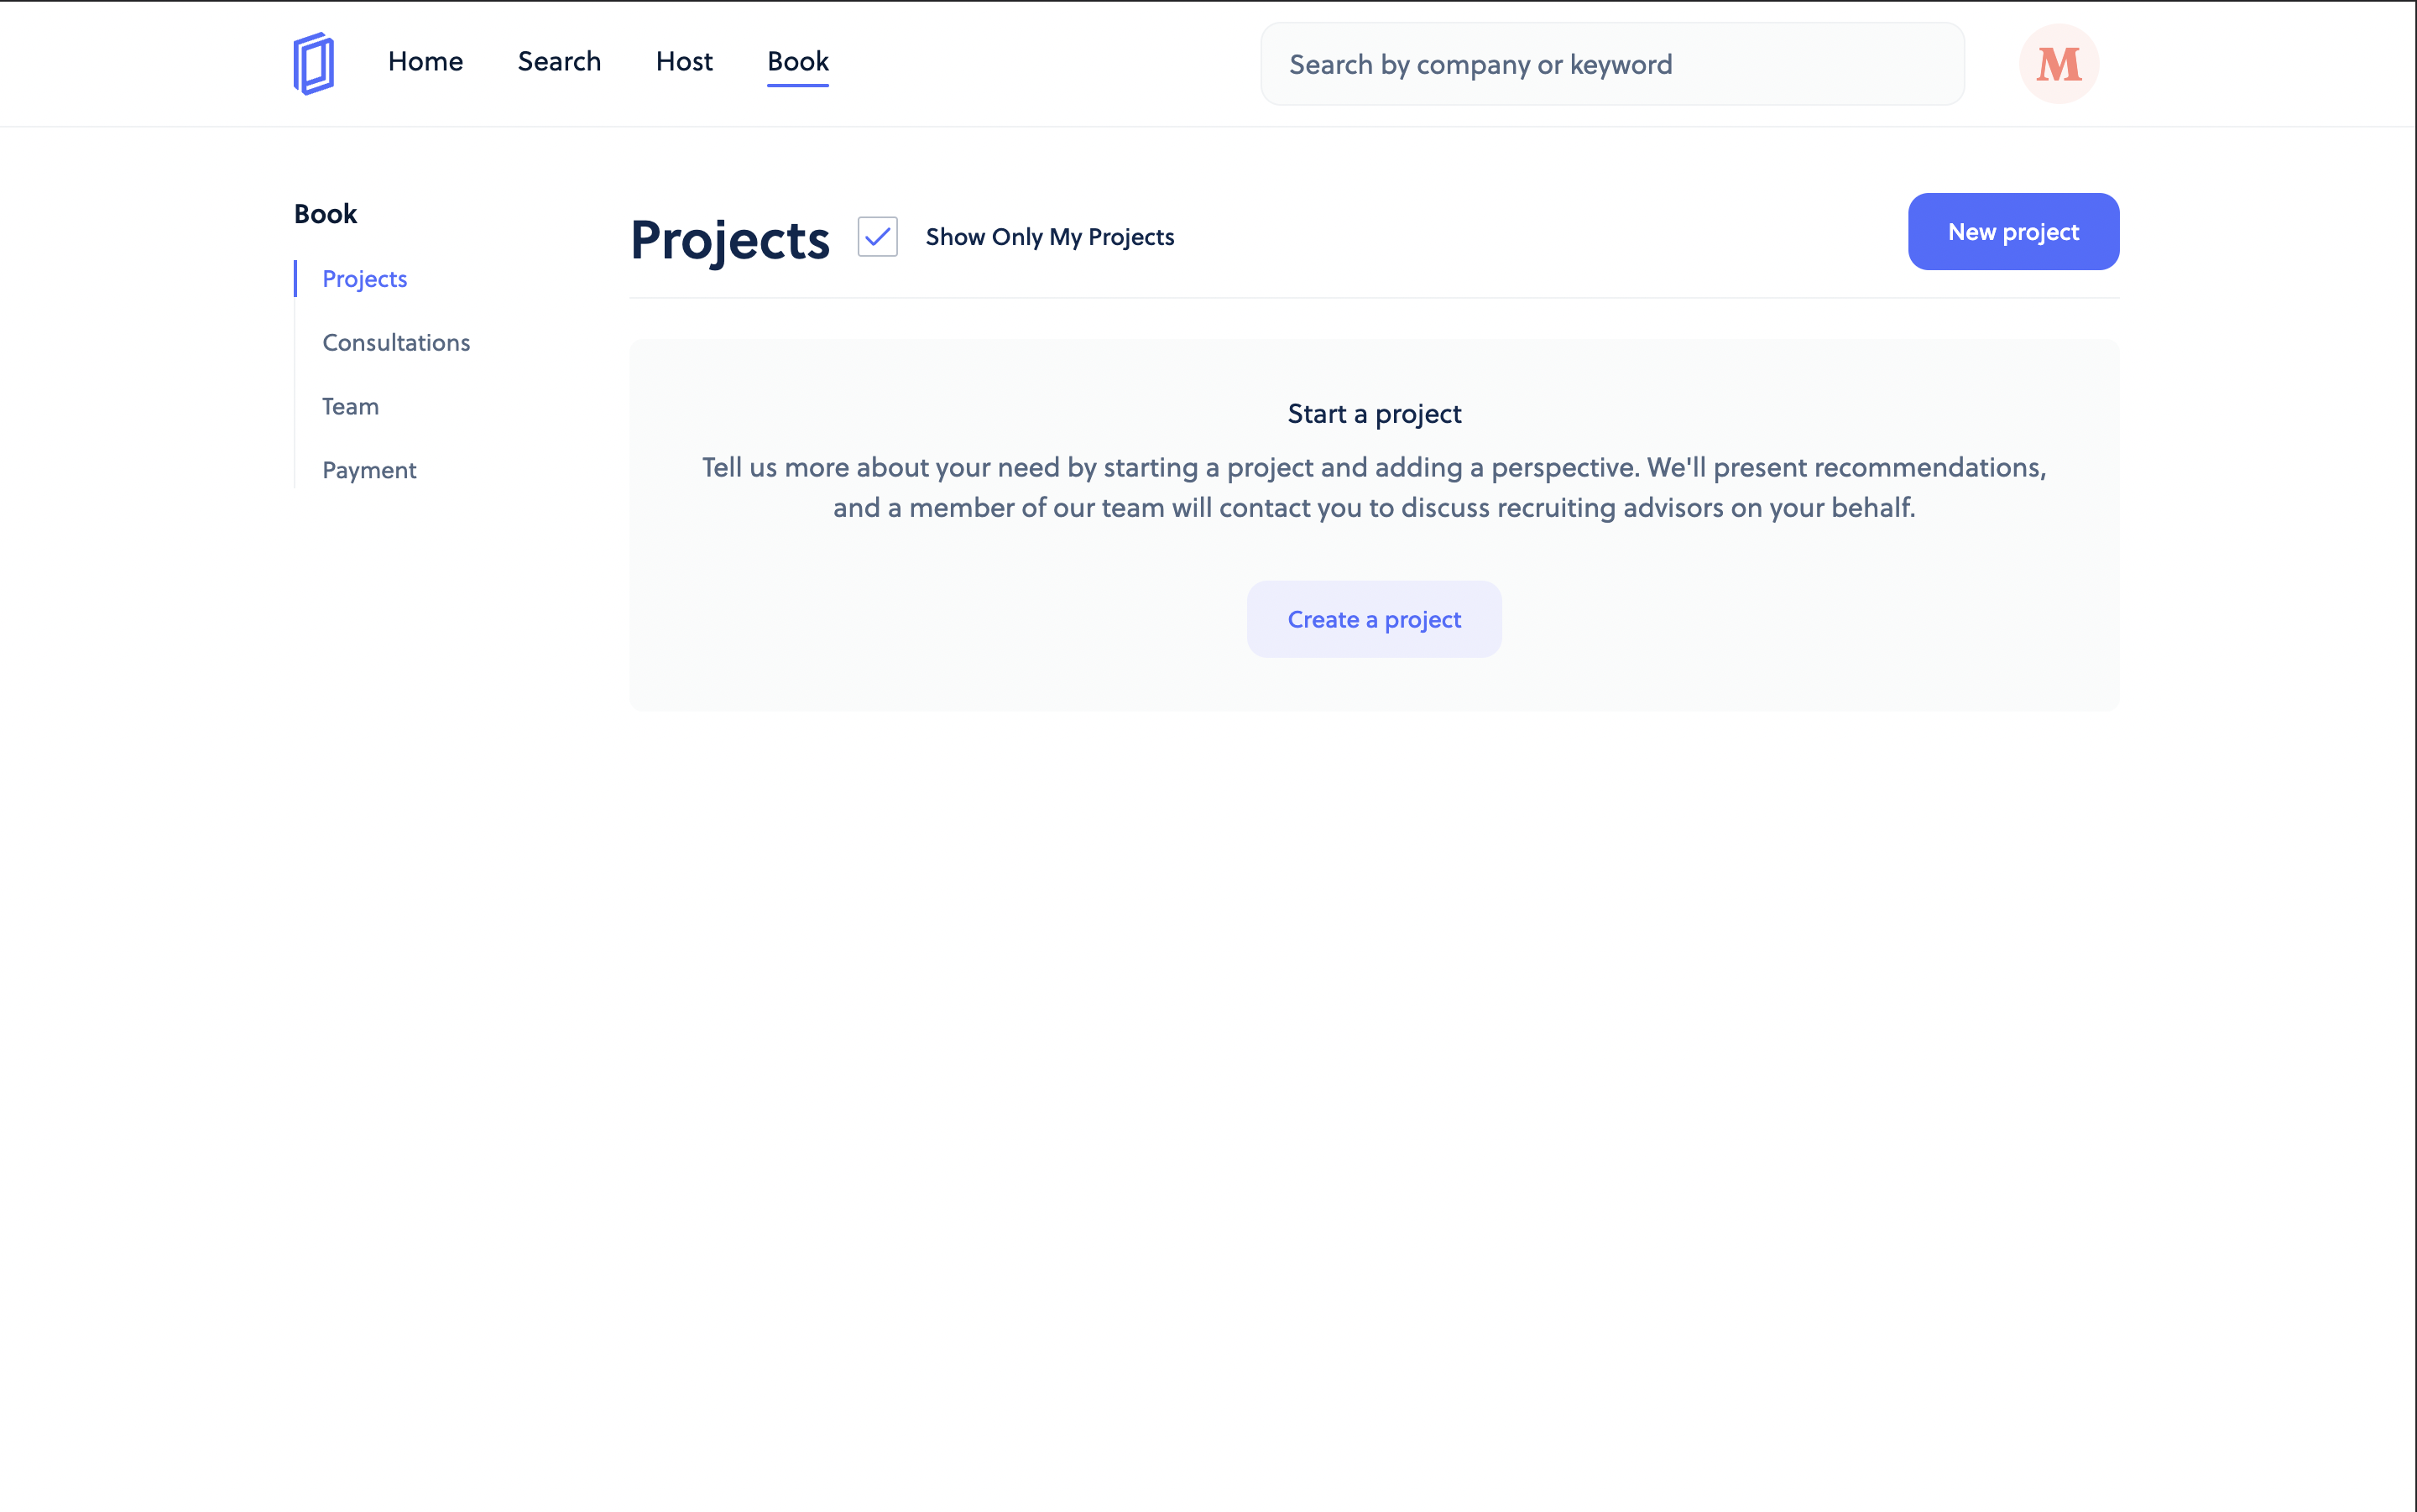 Home
Search
Host
Book
Search by company or keyword
M
Book
Projects
Consultations
Team
Payment
Projects
Show Only My Projects
New project
Start a project
Tell us more about your need by starting a project and adding a perspective. We'll present recommendations,
and a member of our team will contact you to discuss recruiting advisors on your behalf.
Create a project